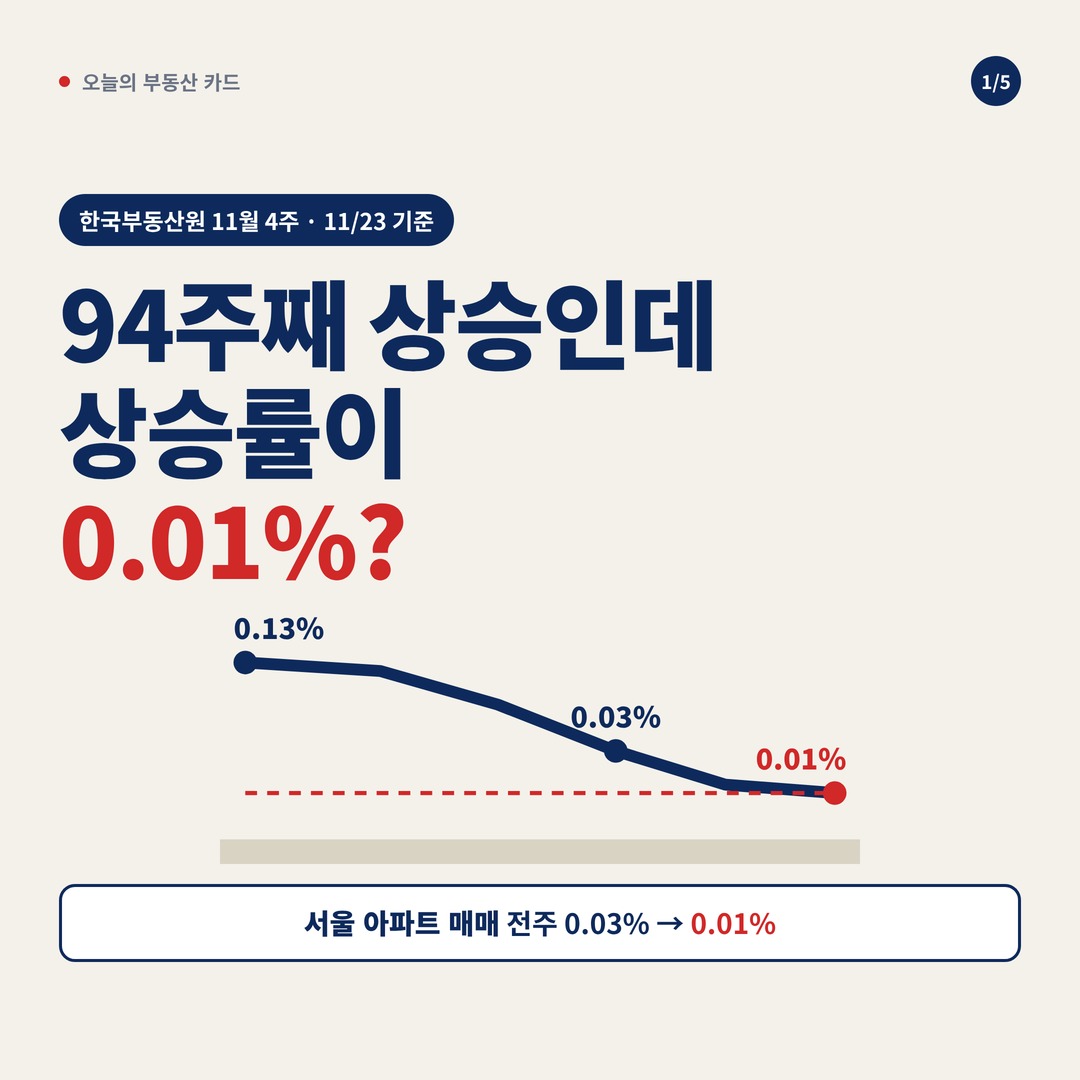 오늘의 부동산 카드
1/5
한국부동산원 11월 4주 · 11/23 기준
94주째 상승인데
상승률이
0.01%?
0.13%
0.03%
0.01%
서울 아파트 매매 전주 0.03% → 0.01%